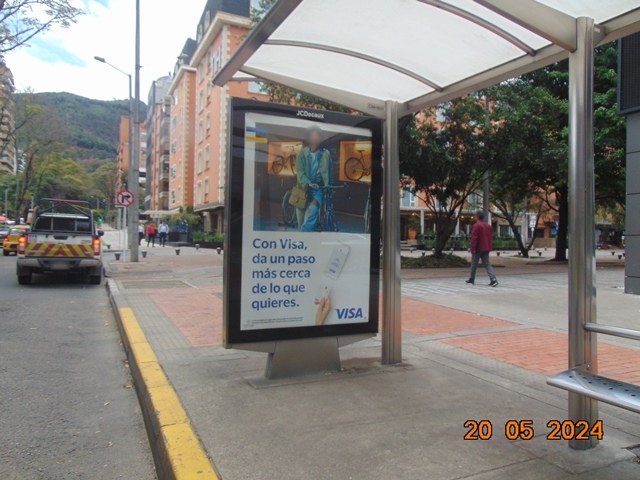 JCDecaux
Con Visa,
da un paso
más cerca
de lo que
quieres.
VISA
20 05 2024